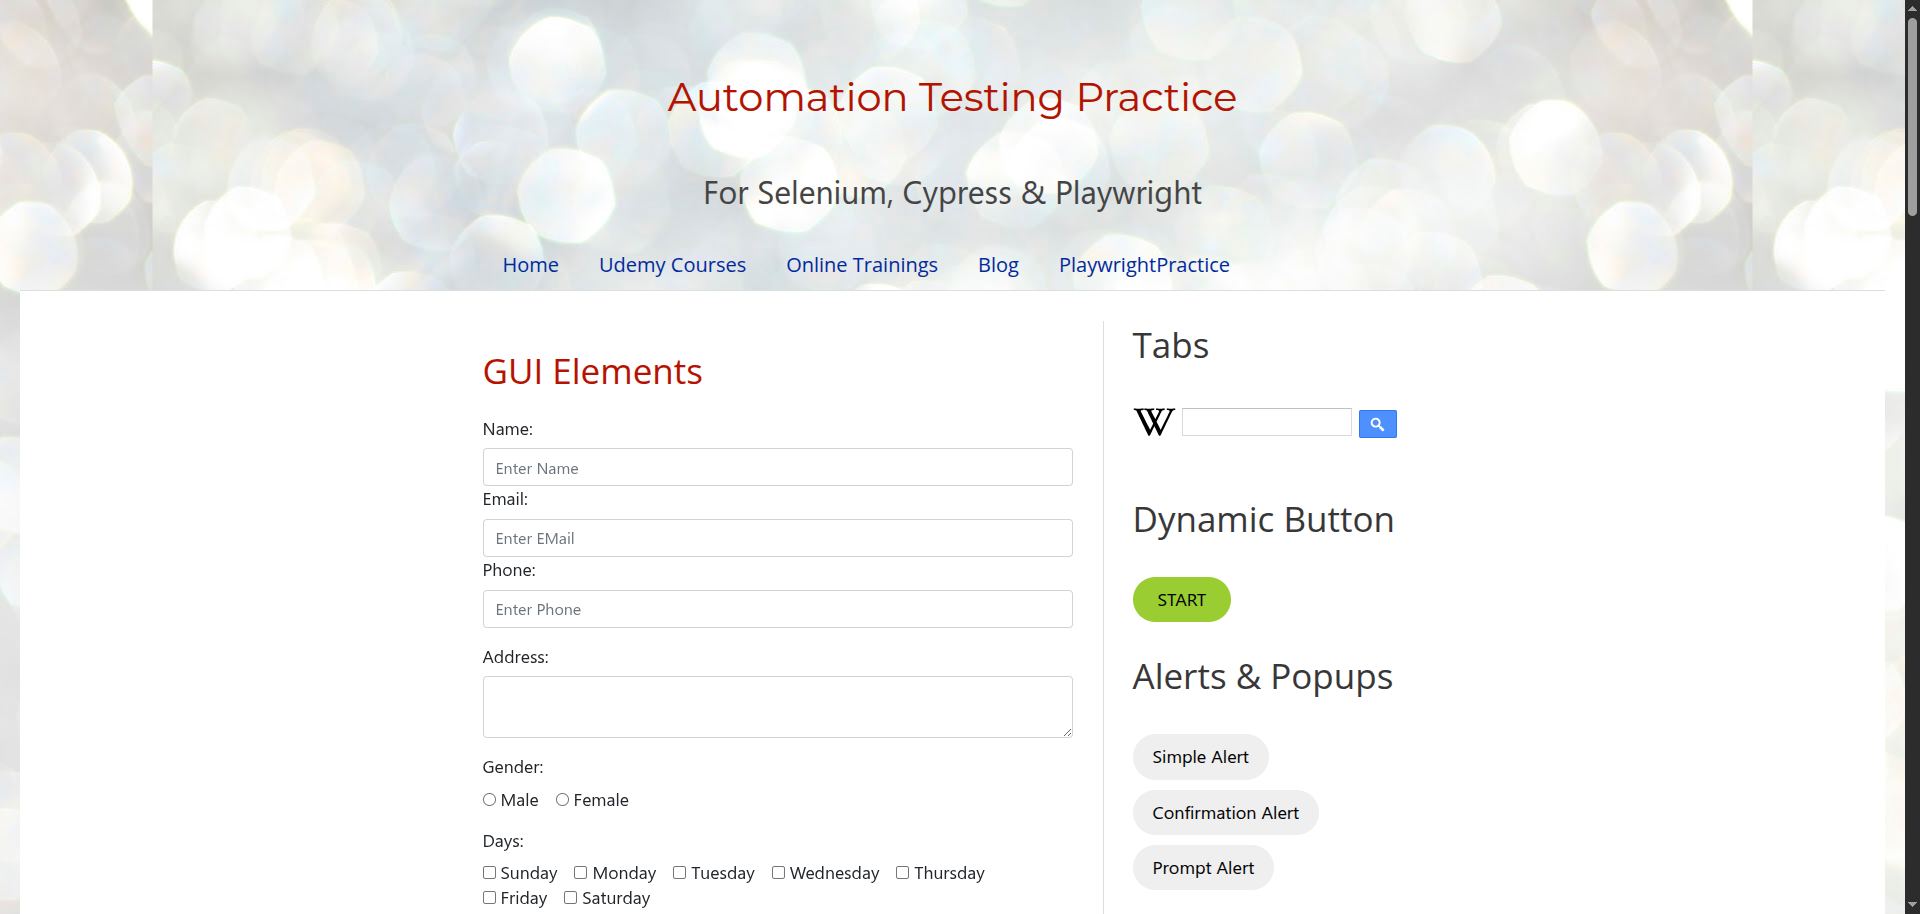 Automation Testing Practice
For Selenium, Cypress & Playwright
Home Udemy Courses Online Trainings Blog PlaywrightPractice
GUI Elements
Name:
Enter Name
Email:
Enter EMail
Phone:
Enter Phone
Address:
Gender:
Male Female
Days:
Sunday Monday Tuesday Wednesday Thursday
Friday Saturday
Tabs
W
Dynamic Button
START
Alerts & Popups
Simple Alert
Confirmation Alert
Prompt Alert